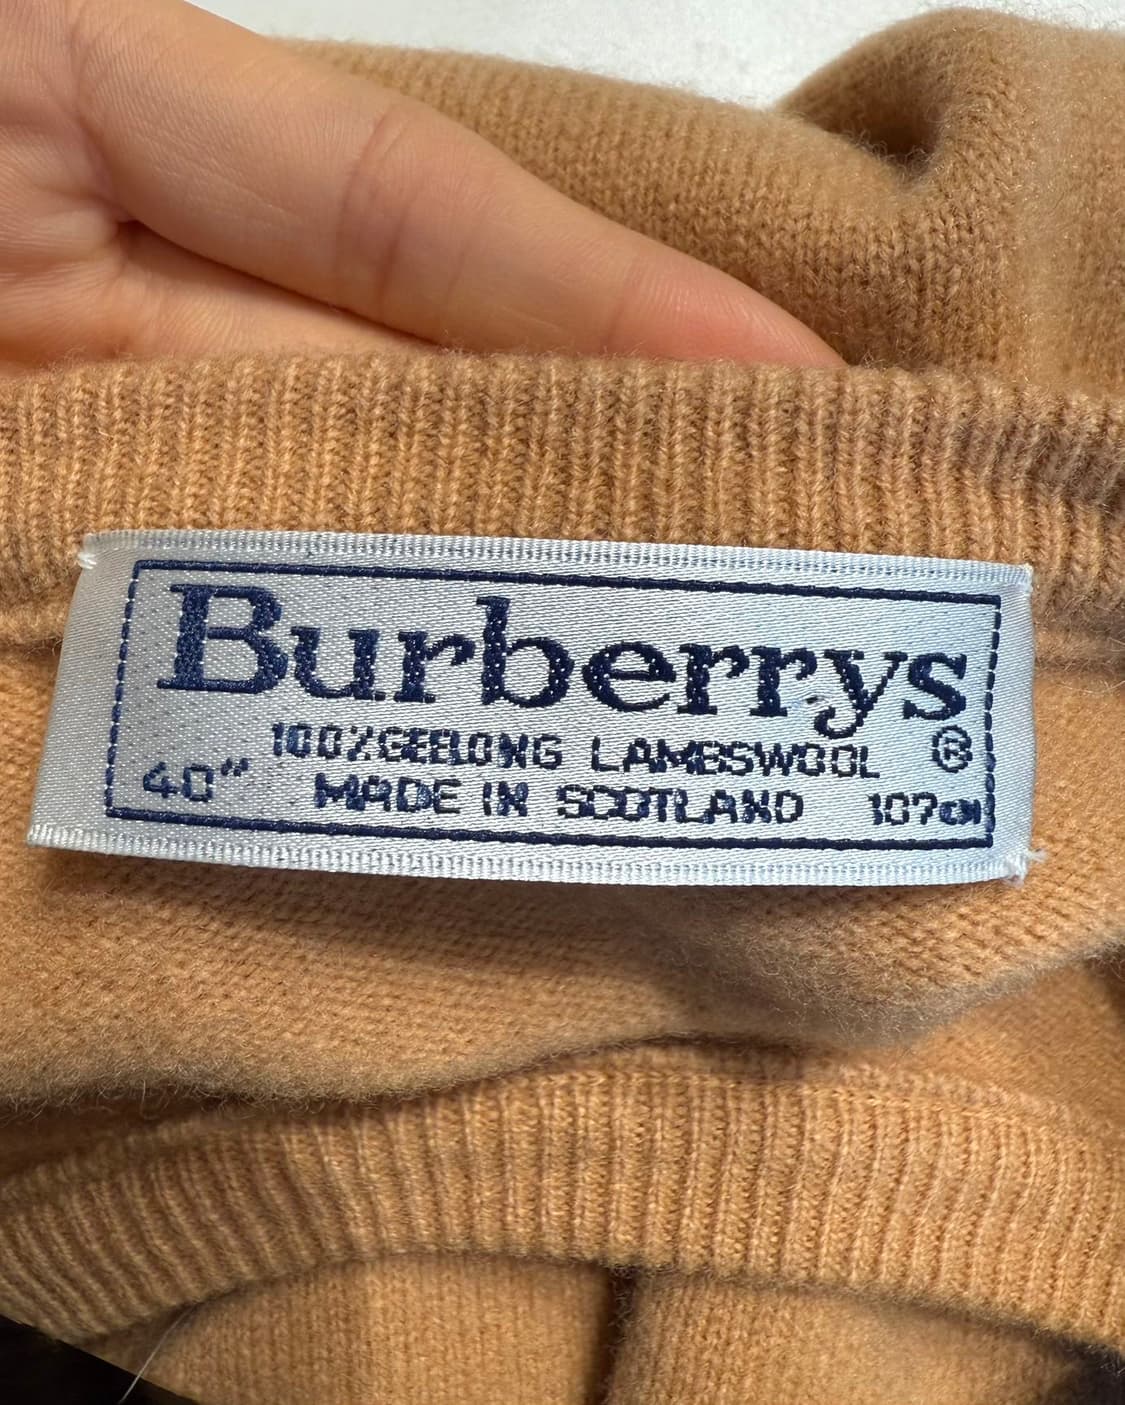 Burberrys
100%GEELONG LAMBSWOOL ®
40" MADE IN SCOTLAND 107cm